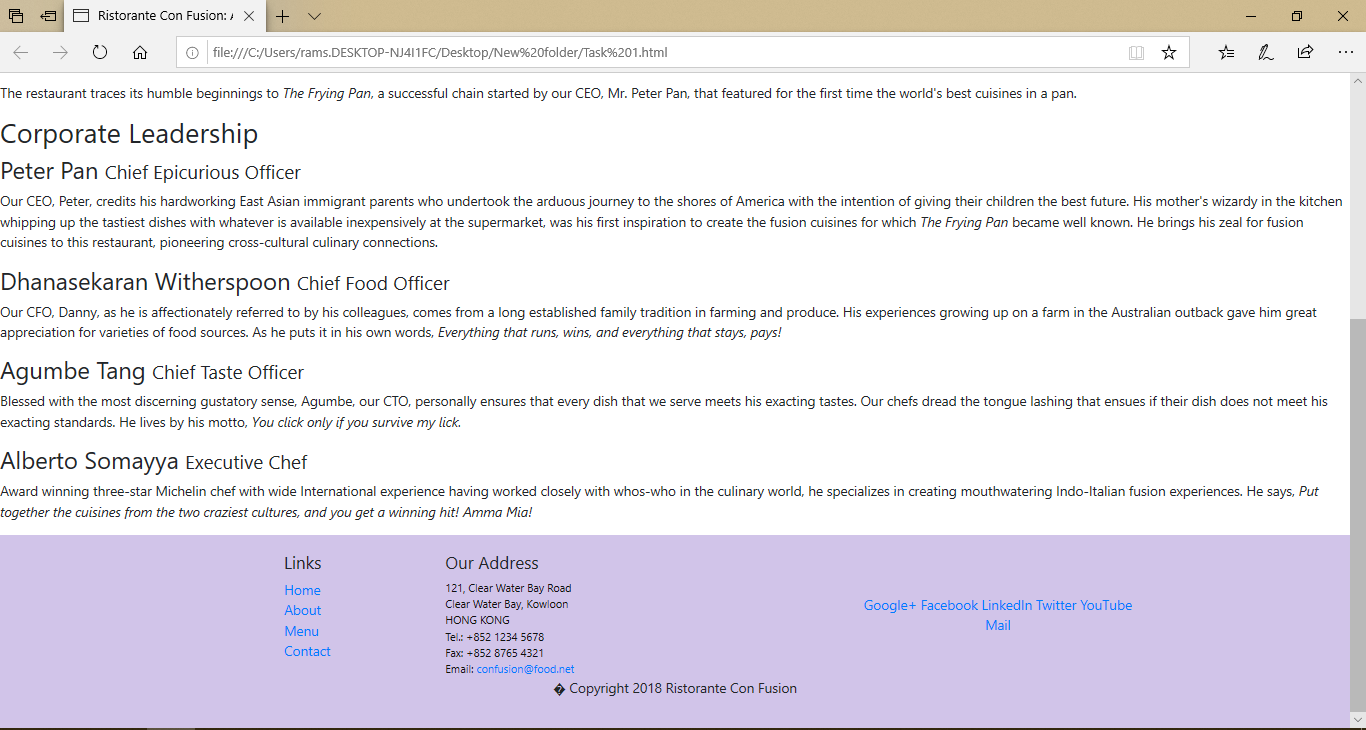 Ristorante Con Fusion: A
file:///C:/Users/rams.DESKTOP-NJ4I1FC/Desktop/New%20folder/Task%201.html
The restaurant traces its humble beginnings to The Frying Pan, a successful chain started by our CEO, Mr. Peter Pan, that featured for the first time the world's best cuisines in a pan.
Corporate Leadership
Peter Pan Chief Epicurious Officer
Our CEO, Peter, credits his hardworking East Asian immigrant parents who undertook the arduous journey to the shores of America with the intention of giving their children the best future. His mother's wizardy in the kitchen
whipping up the tastiest dishes with whatever is available inexpensively at the supermarket, was his first inspiration to create the fusion cuisines for which The Frying Pan became well known. He brings his zeal for fusion
cuisines to this restaurant, pioneering cross-cultural culinary connections.
Dhanasekaran Witherspoon Chief Food Officer
Our CFO, Danny, as he is affectionately referred to by his colleagues, comes from a long established family tradition in farming and produce. His experiences growing up on a farm in the Australian outback gave him great
appreciation for varieties of food sources. As he puts it in his own words, Everything that runs, wins, and everything that stays, pays!
Agumbe Tang Chief Taste Officer
Blessed with the most discerning gustatory sense, Agumbe, our CTO, personally ensures that every dish that we serve meets his exacting tastes. Our chefs dread the tongue lashing that ensues if their dish does not meet his
exacting standards. He lives by his motto, You click only if you survive my lick.
Alberto Somayya Executive Chef
Award winning three-star Michelin chef with wide International experience having worked closely with whos-who in the culinary world, he specializes in creating mouthwatering Indo-Italian fusion experiences. He says, Put
together the cuisines from the two craziest cultures, and you get a winning hit! Amma Mia!
Links
Home
About
Menu
Contact
Our Address
121, Clear Water Bay Road
Clear Water Bay, Kowloon
HONG KONG
Tel.: +852 1234 5678
Fax: +852 8765 4321
Email: confusion@food.net
Google+ Facebook LinkedIn Twitter YouTube
Mail
� Copyright 2018 Ristorante Con Fusion